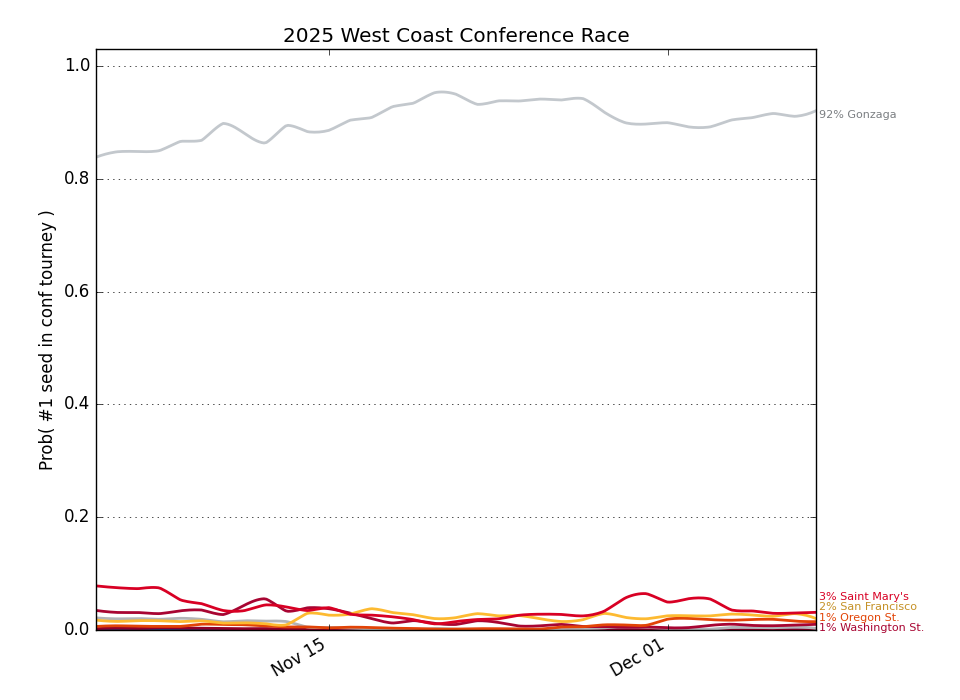 2025 West Coast Conference Race
Prob( #1 seed in conf tourney )
1.0
0.8
0.6
0.4
0.2
0.0
Nov 15
Dec 01
92% Gonzaga
3% Saint Mary's
2% San Francisco
1% Oregon St.
1% Washington St.